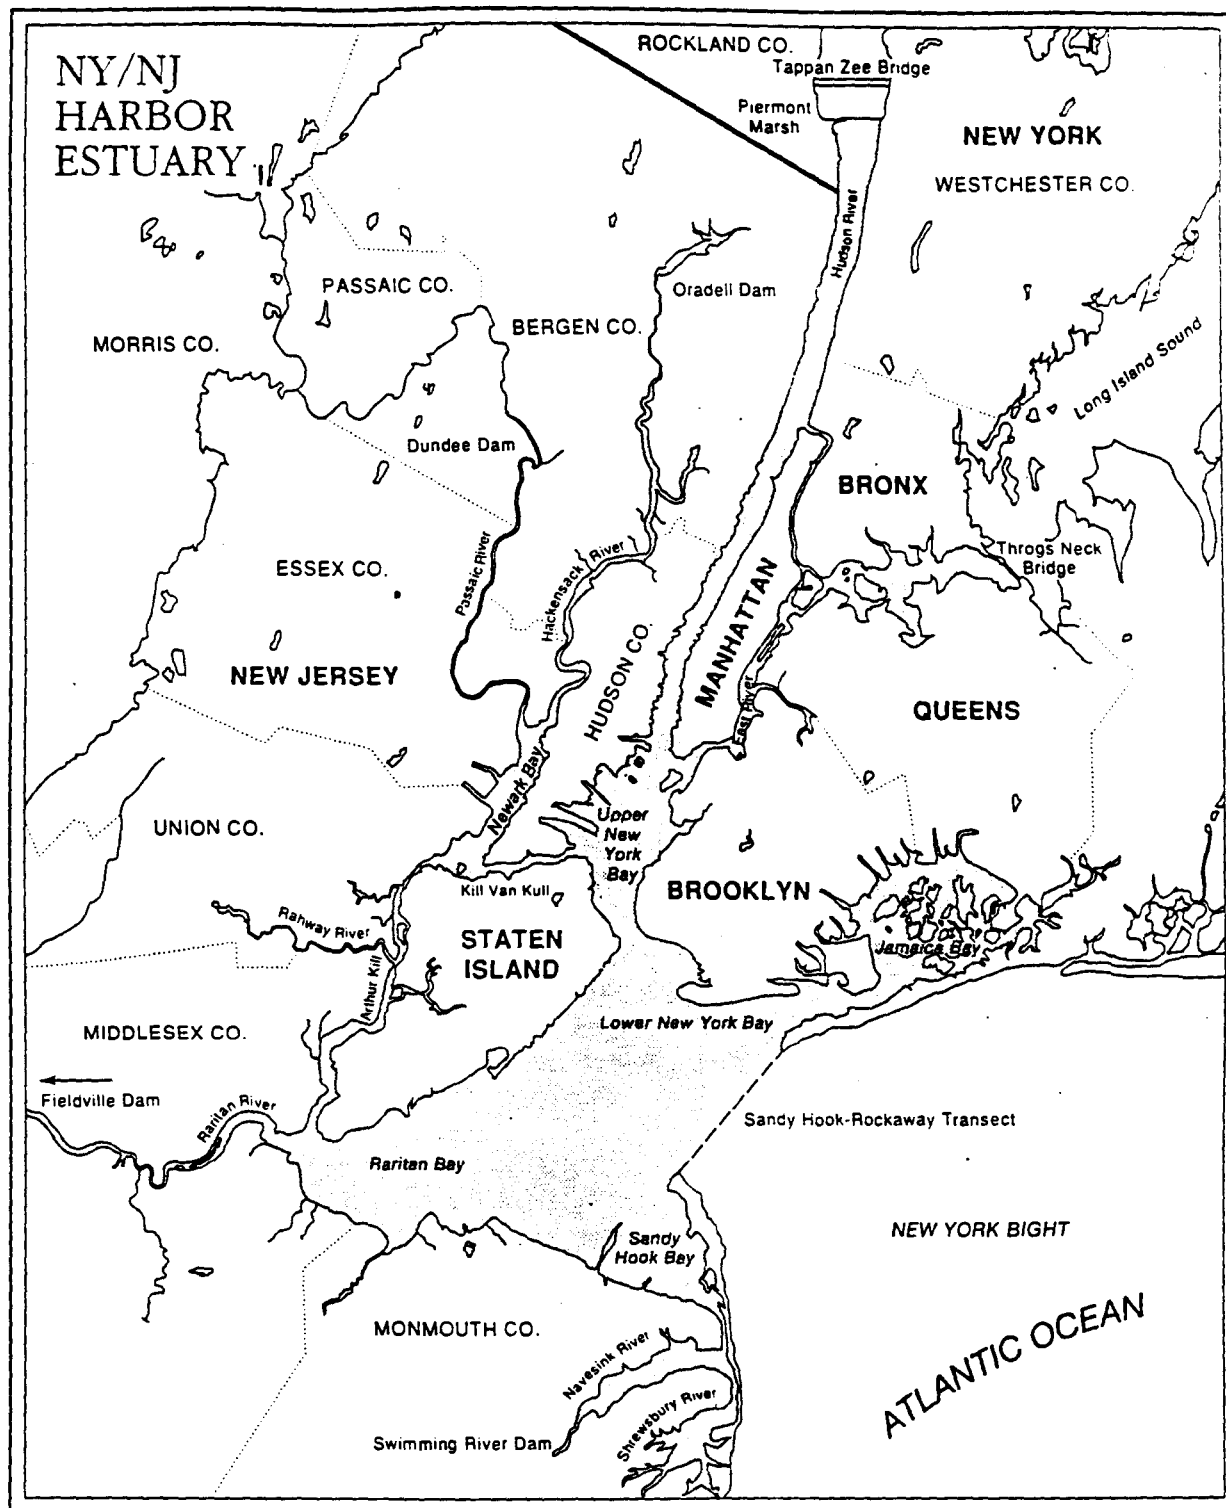 NY/NJ
HARBOR
ESTUARY
ROCKLAND CO.
Tappan Zee Bridge
Piermont
Marsh
NEW YORK
WESTCHESTER CO.
Hudson River
PASSAIC CO.
Oradell Dam
BERGEN CO.
MORRIS CO.
Long Island Sound
Dundee Dam
BRONX
Throgs Neck
Bridge
ESSEX CO.
Passaic River
Hackensack River
MANHATTAN
NEW JERSEY
HUDSON CO.
East River
QUEENS
Newark Bay
UNION CO.
Upper
New
York
Bay
Kill Van Kull
BROOKLYN
Rahway River
STATEN
ISLAND
Jamaica Bay
Arthur Kill
Lower New York Bay
MIDDLESEX CO.
Fieldville Dam
Raritan River
Sandy Hook-Rockaway Transect
Raritan Bay
NEW YORK BIGHT
Sandy
Hook Bay
MONMOUTH CO.
ATLANTIC OCEAN
Navesink River
Shrewsbury River
Swimming River Dam